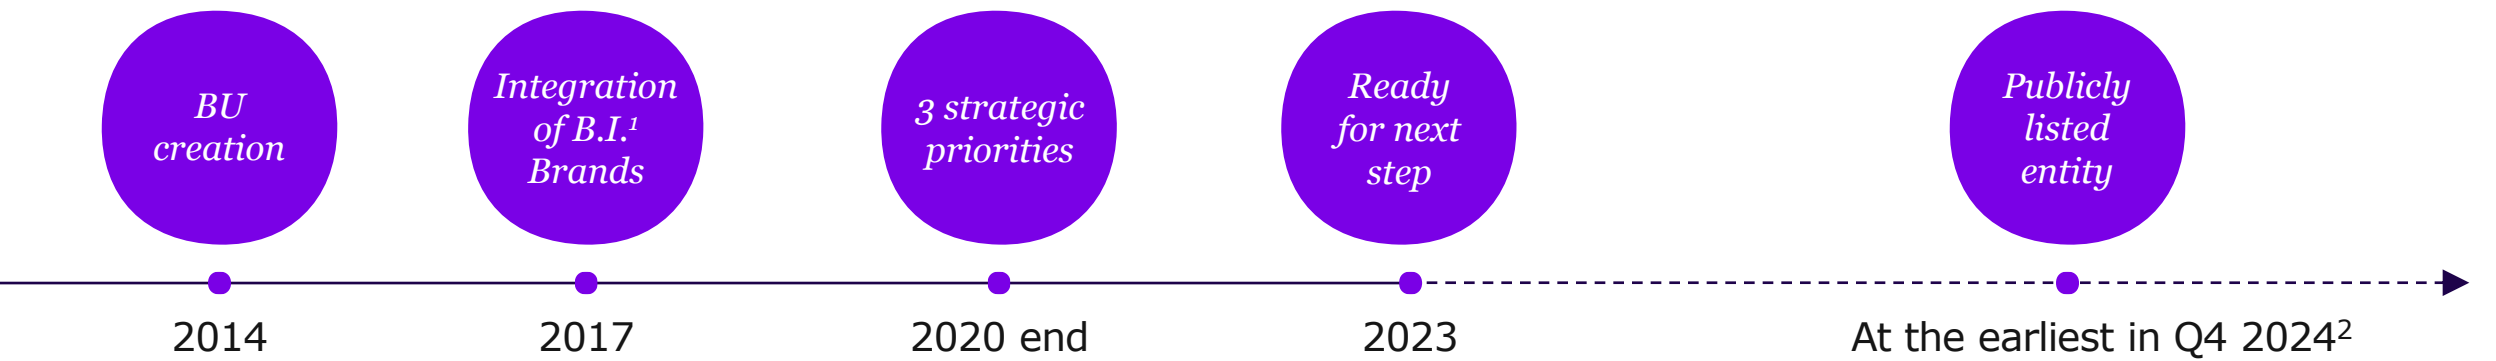 BU
creation
Integration
of B.I.¹
Brands
3 strategic
priorities
Ready
for next
step
Publicly
listed
entity
2014
2017
2020 end
2023
At the earliest in Q4 2024²